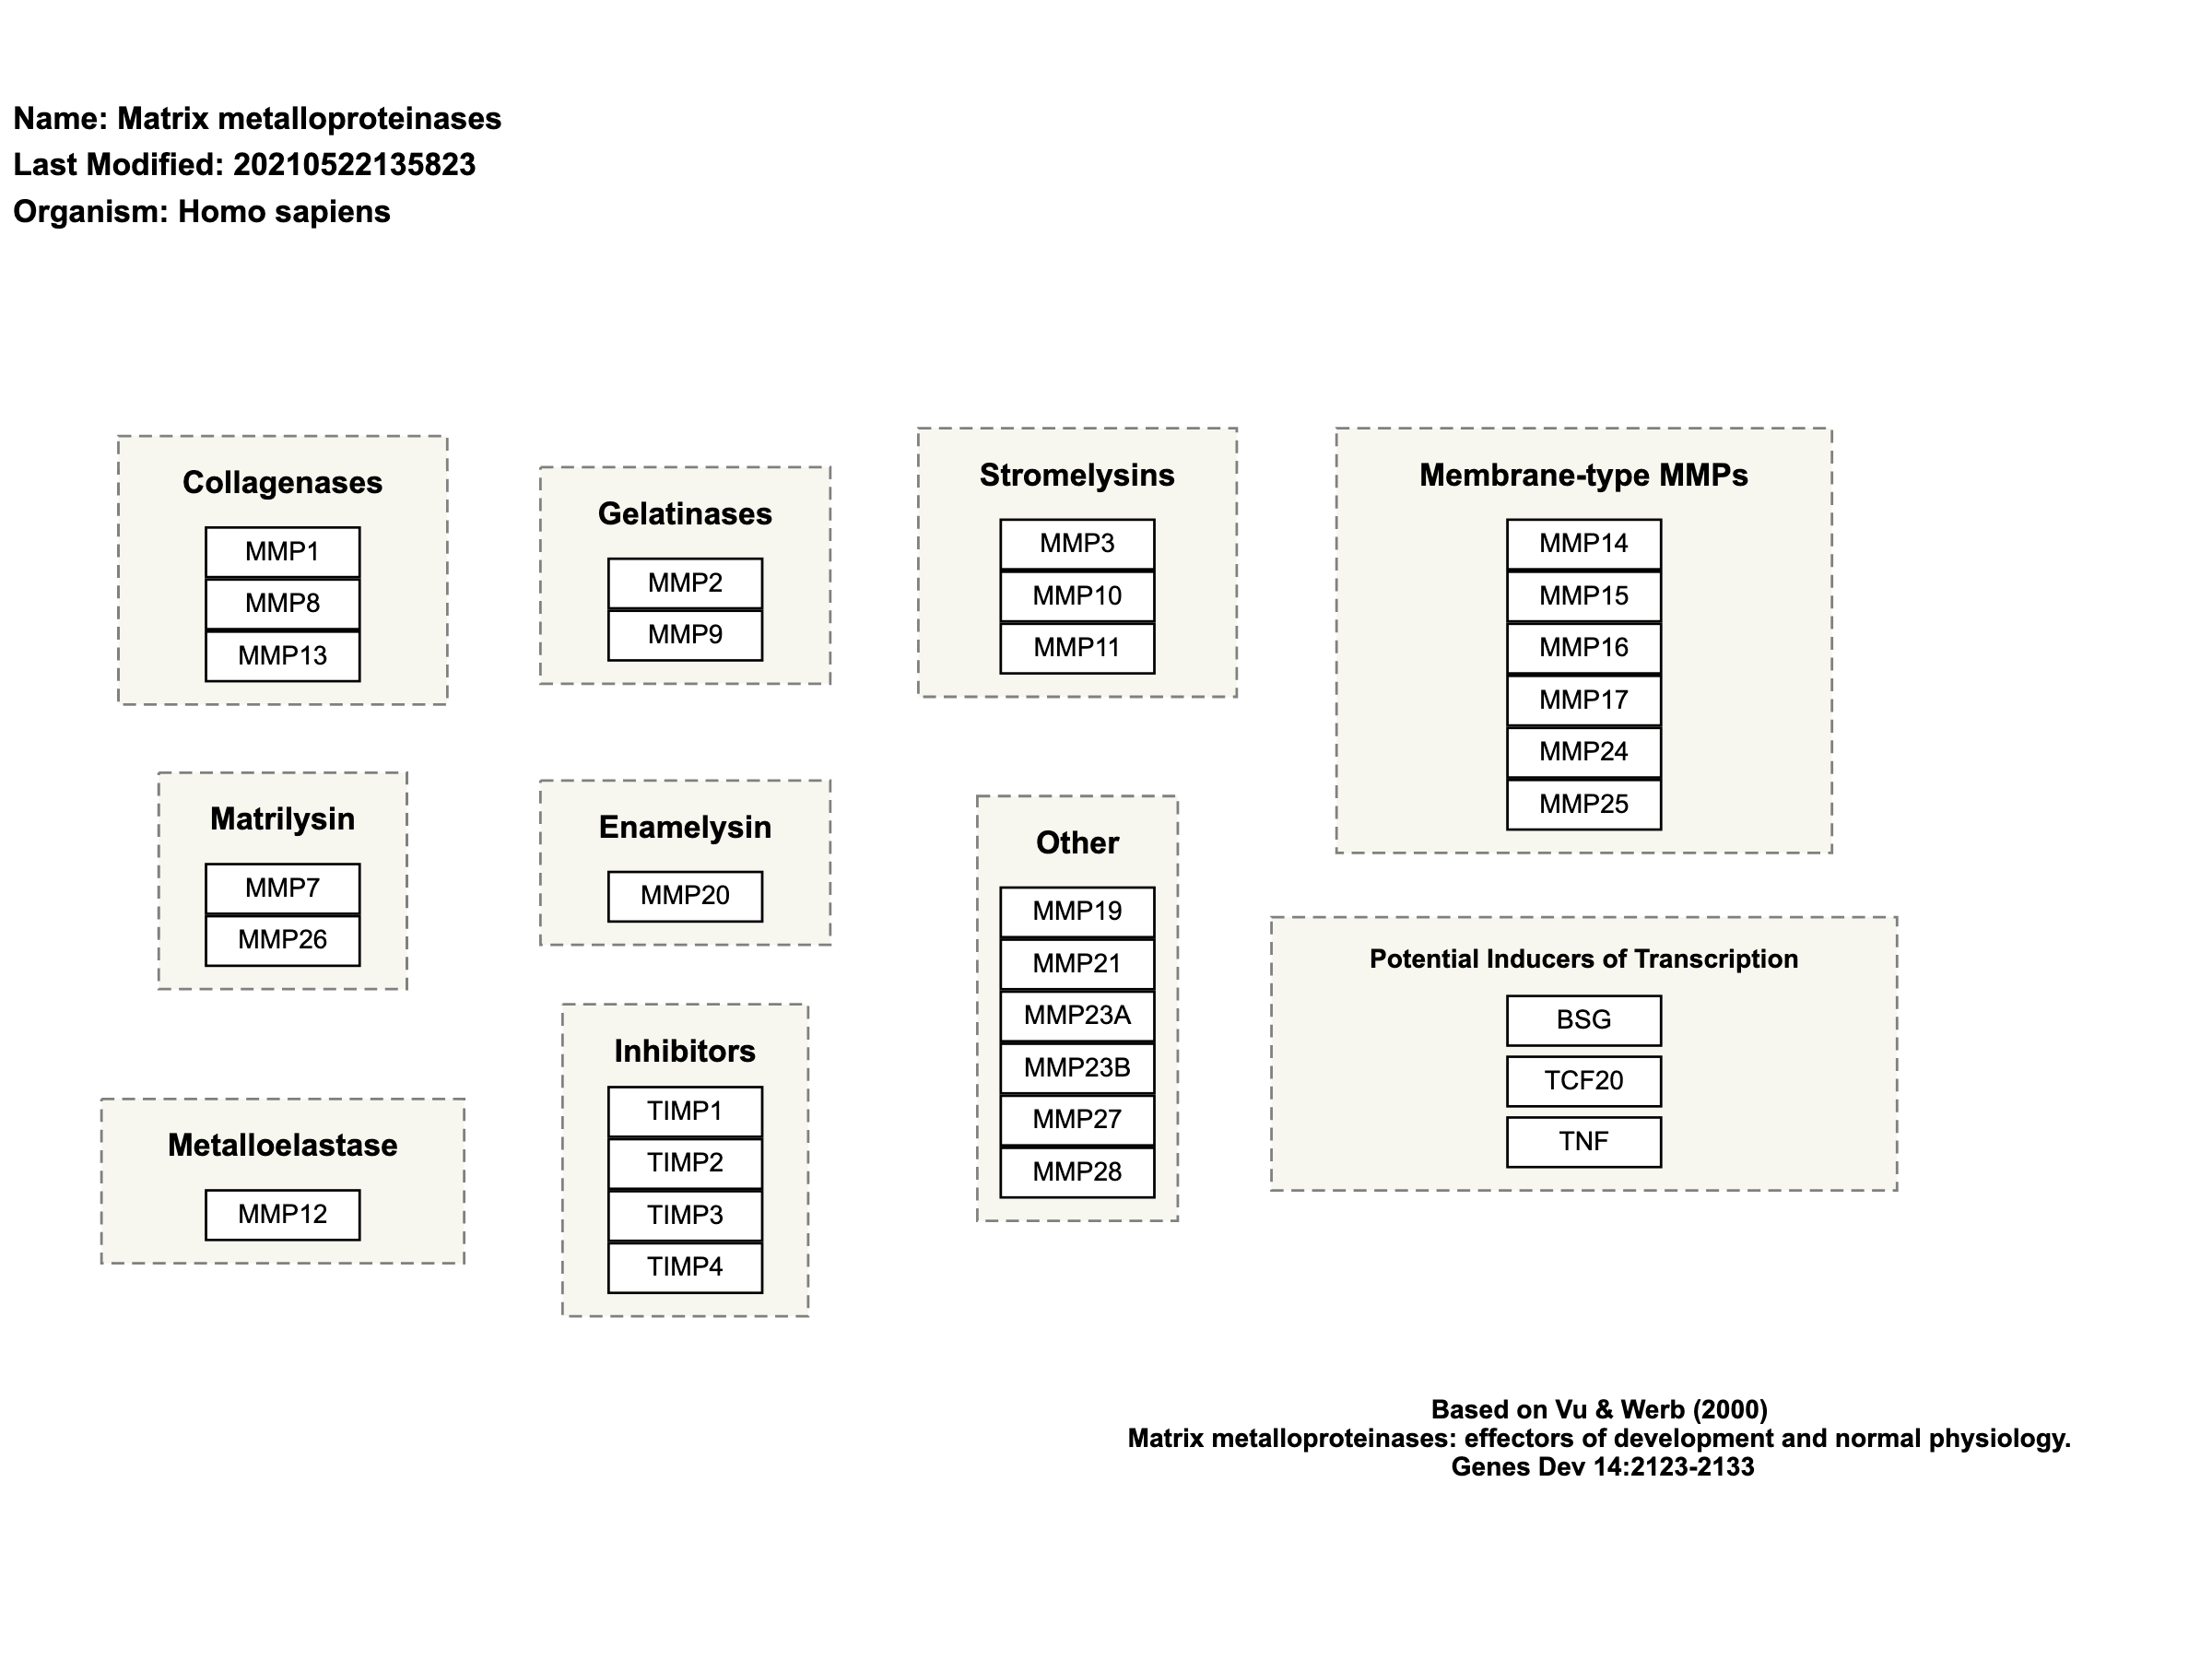 Name: Matrix metalloproteinases
Last Modified: 20210522135823
Organism: Homo sapiens
Collagenases
MMP1
MMP8
MMP13
Gelatinases
MMP2
MMP9
Stromelysins
MMP3
MMP10
MMP11
Membrane-type MMPs
MMP14
MMP15
MMP16
MMP17
MMP24
MMP25
Matrilysin
MMP7
MMP26
Enamelysin
MMP20
Other
MMP19
MMP21
MMP23A
MMP23B
MMP27
MMP28
Potential Inducers of Transcription
BSG
TCF20
TNF
Metalloelastase
MMP12
Inhibitors
TIMP1
TIMP2
TIMP3
TIMP4
Based on Vu & Werb (2000)
Matrix metalloproteinases: effectors of development and normal physiology.
Genes Dev 14:2123-2133